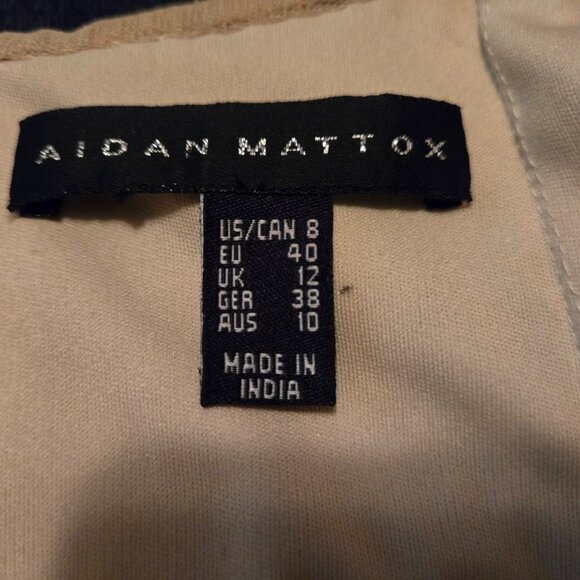 AIDAN MATTOX
US/CAN 8
EU 40
UK 12
GER 38
AUS 10
MADE IN
INDIA